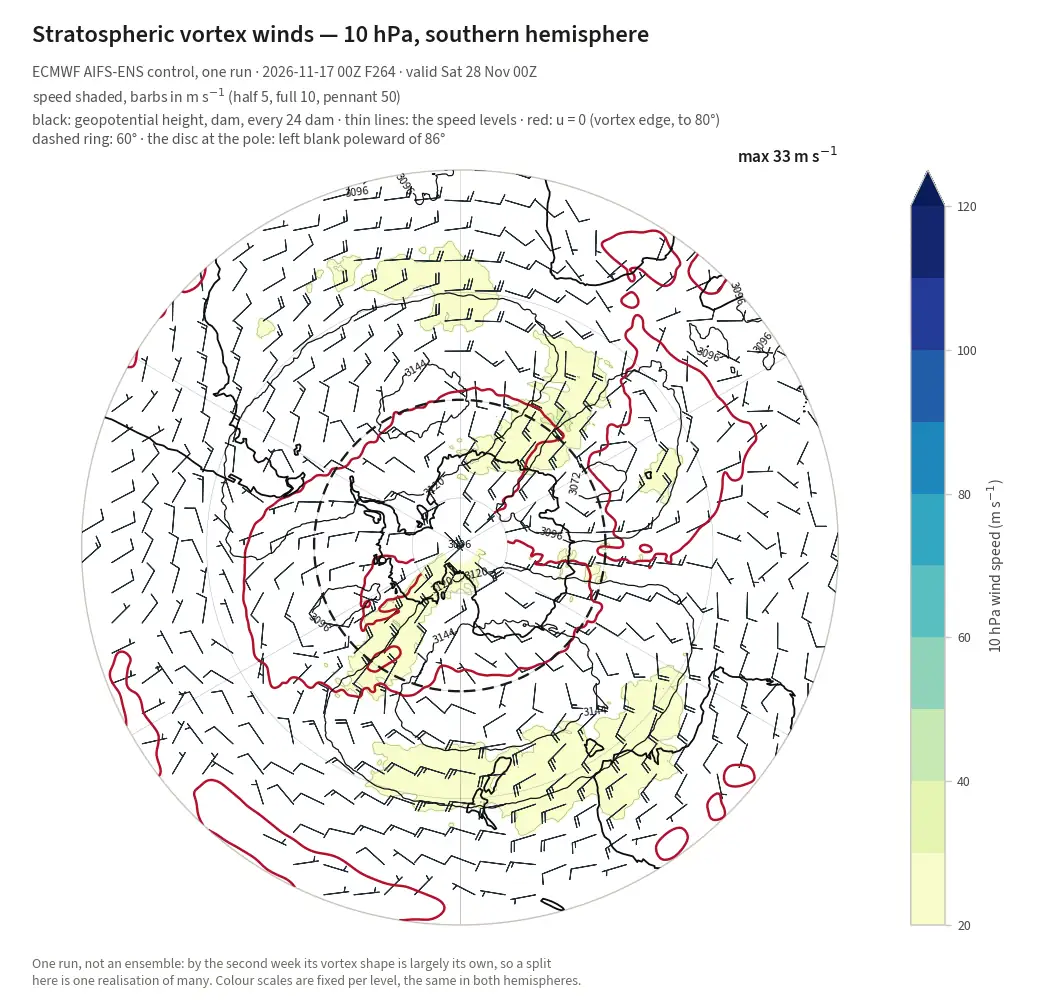 Stratospheric vortex winds — 10 hPa, southern hemisphere
ECMWF AIFS-ENS control, one run · 2026-11-17 00Z F264 · valid Sat 28 Nov 00Z
speed shaded, barbs in m s⁻¹ (half 5, full 10, pennant 50)
black: geopotential height, dam, every 24 dam · thin lines: the speed levels · red: u = 0 (vortex edge, to 80°)
dashed ring: 60° · the disc at the pole: left blank poleward of 86°
max 33 m s⁻¹
3096
3096
3096
3096
3096
3144
3120
3072
3096
3096
3120
3096
3144
3144
120
100
80
60
40
20
10 hPa wind speed (m s⁻¹)
One run, not an ensemble: by the second week its vortex shape is largely its own, so a split
here is one realisation of many. Colour scales are fixed per level, the same in both hemispheres.